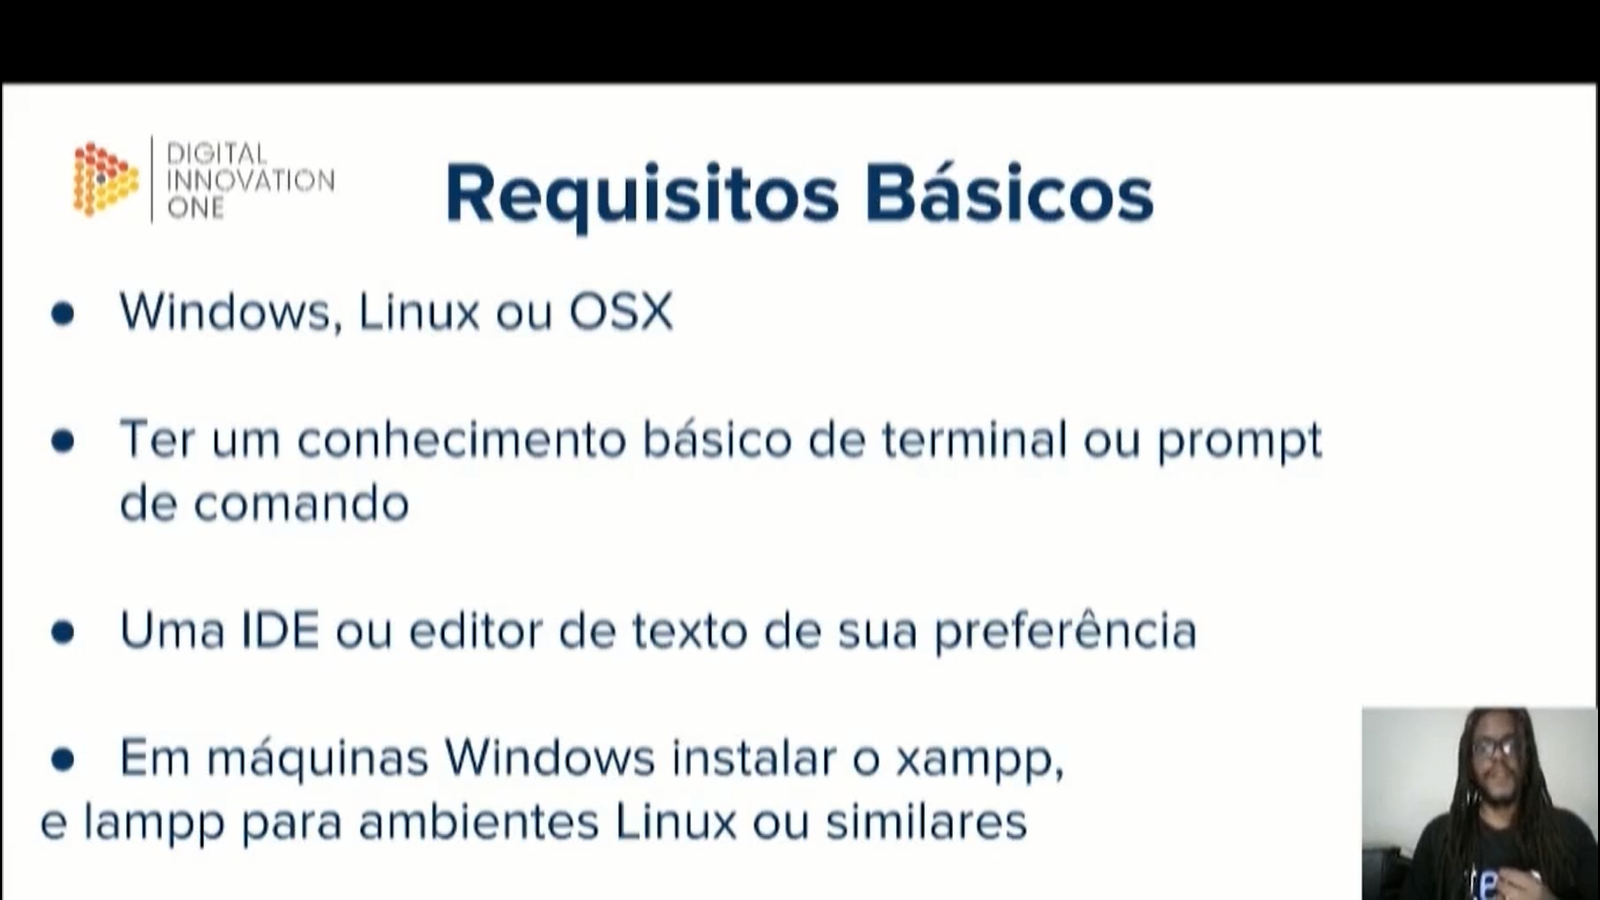 DIGITAL
INNOVATION
ONE
Requisitos Básicos
● Windows, Linux ou OSX
● Ter um conhecimento básico de terminal ou prompt
de comando
● Uma IDE ou editor de texto de sua preferência
● Em máquinas Windows instalar o xampp,
e lampp para ambientes Linux ou similares